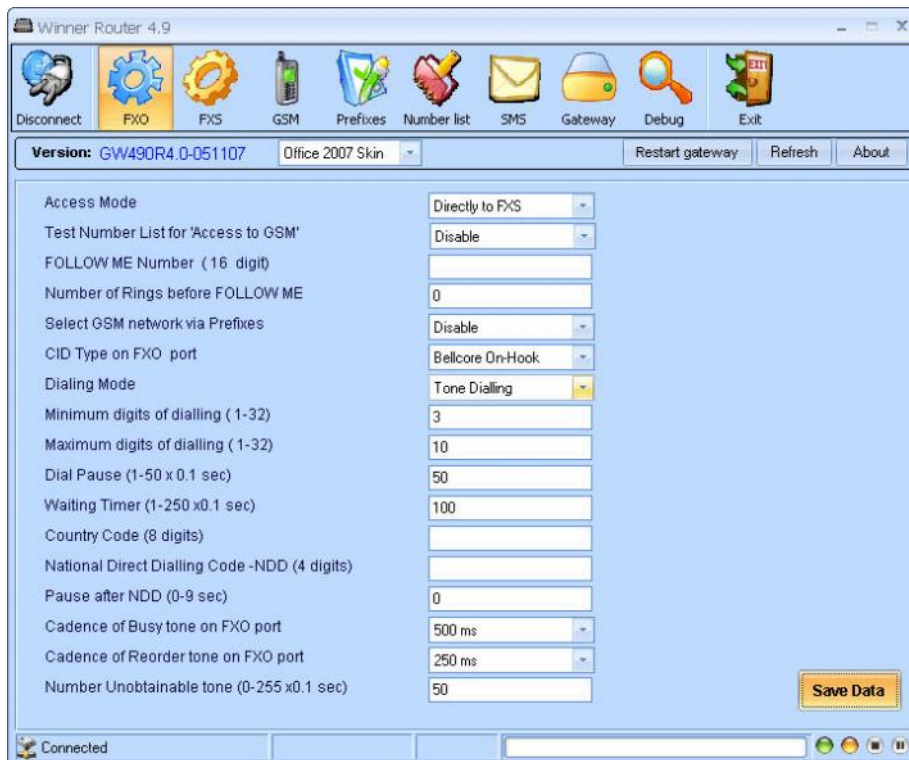 Winner Router 4.9
Disconnect FXO FXS GSM Prefixes Number list SMS Gateway Debug EXIT Exit
Version: GW490R4.0-051107 Office 2007 Skin Restart gateway Refresh About
Access Mode Directly to FXS
Test Number List for 'Access to GSM' Disable
FOLLOW ME Number ( 16 digit)
Number of Rings before FOLLOW ME 0
Select GSM network via Prefixes Disable
CID Type on FXO port Bellcore On-Hook
Dialing Mode Tone Dialling
Minimum digits of dialling ( 1-32) 3
Maximum digits of dialling ( 1-32) 10
Dial Pause (1-50 x 0.1 sec) 50
Waiting Timer (1-250 x0.1 sec) 100
Country Code (8 digits)
National Direct Dialling Code -NDD (4 digits)
Pause after NDD (0-9 sec) 0
Cadence of Busy tone on FXO port 500 ms
Cadence of Reorder tone on FXO port 250 ms
Number Unobtainable tone (0-255 x0.1 sec) 50
Save Data
Connected